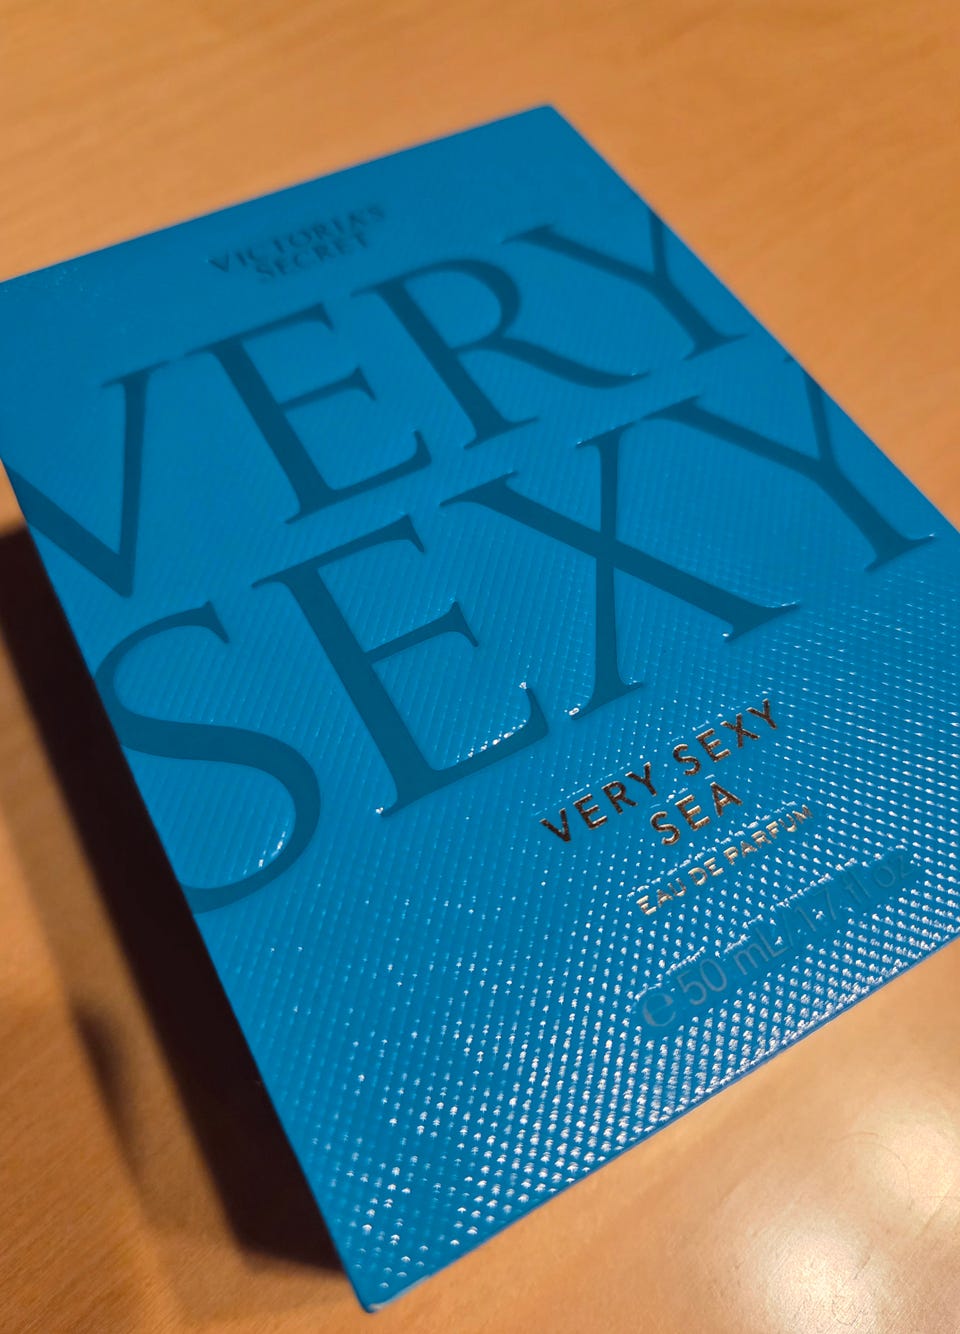 VICTORIA'S
SECRET
VERY
SEXY
VERY SEXY
SEA
EAU DE PARFUM
℮ 50 mL/1.7 fl oz